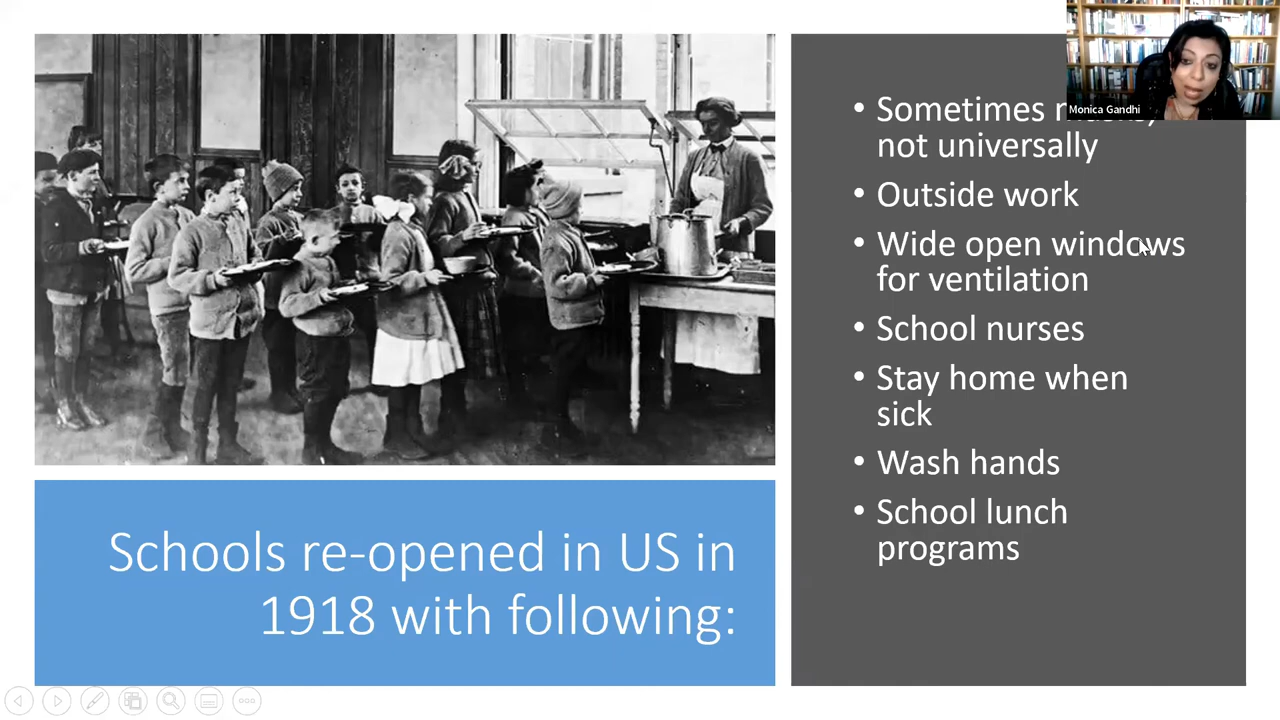 Monica Gandhi
• Sometimes
not universally
• Outside work
• Wide open windows
for ventilation
• School nurses
• Stay home when
sick
• Wash hands
• School lunch
programs
Schools re-opened in US in
1918 with following: